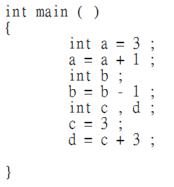 int main ( )
{
int a = 3 ;
a = a + 1 ;
int b ;
b = b - 1 ;
int c , d ;
c = 3 ;
d = c + 3 ;
}